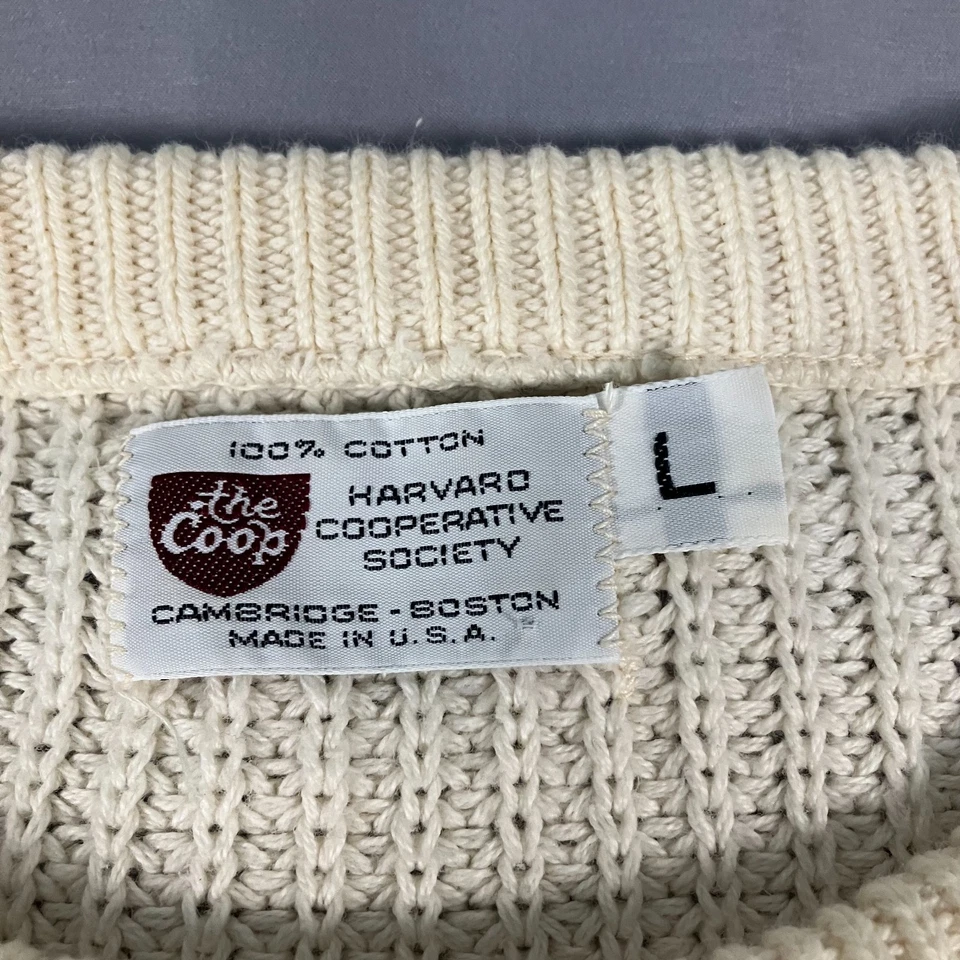 100% COTTON
the
Coop
HARVARD
COOPERATIVE
SOCIETY
CAMBRIDGE - BOSTON
MADE IN U.S.A.
L